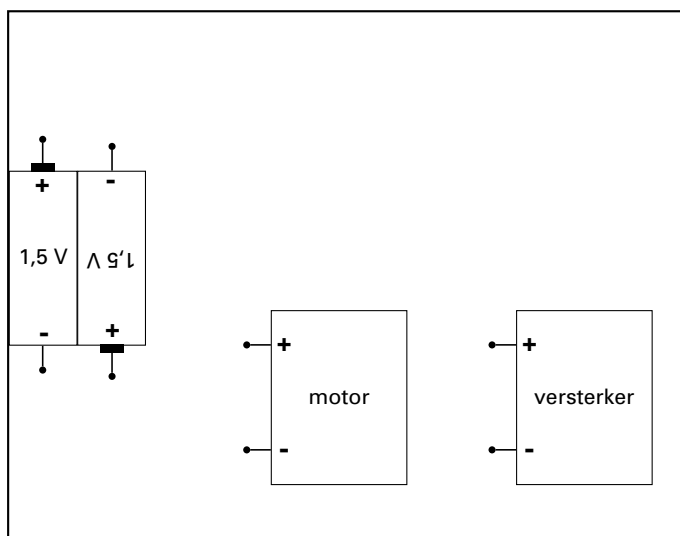 + -
1,5 V 1,5 V
- +
+ +
motor versterker
- -